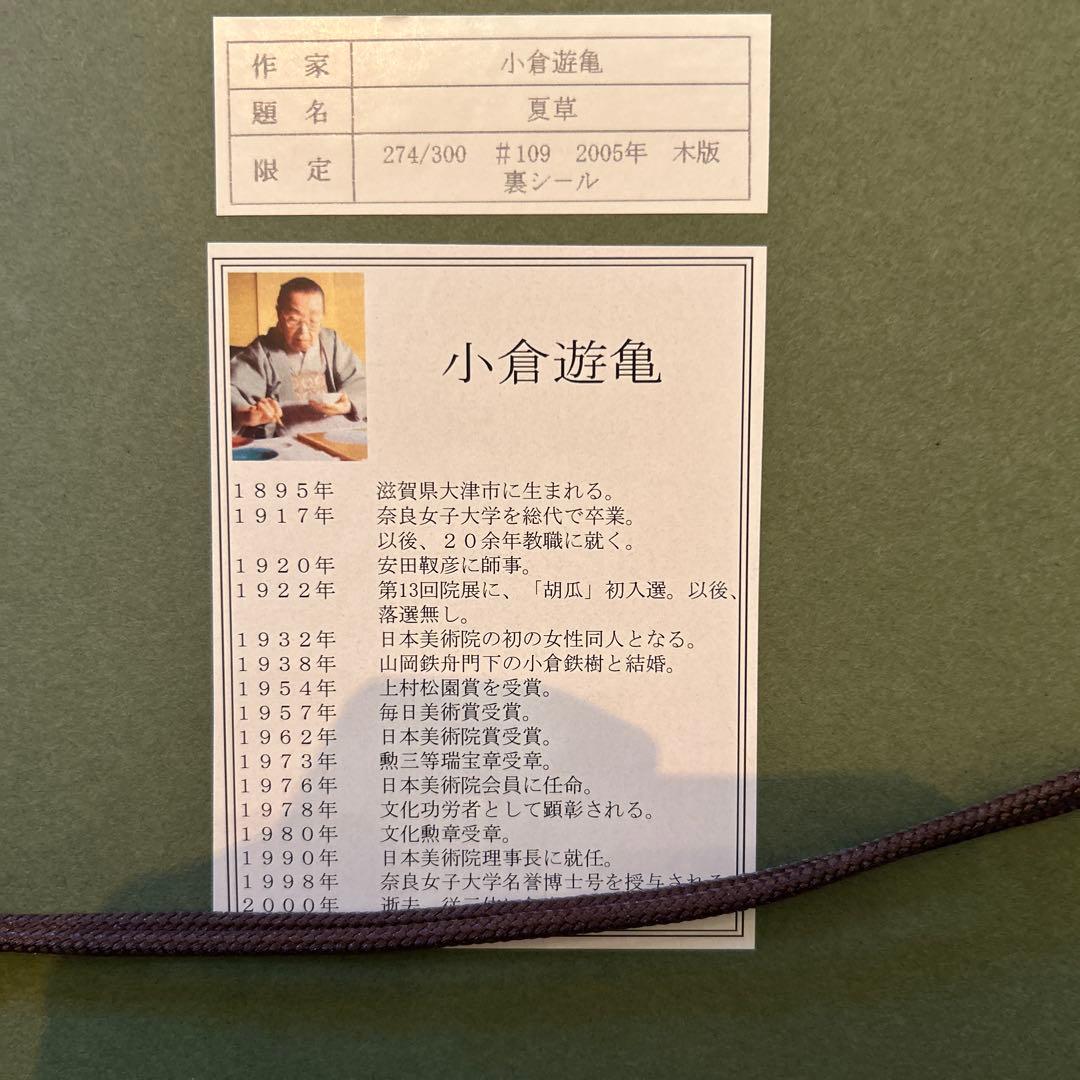 作 家 小倉遊亀
題 名 夏草
限 定 274/300 #109 2005年 木版
裏シール
小倉遊亀
1895年 滋賀県大津市に生まれる。
1917年 奈良女子大学を総代で卒業。
以後、20余年教職に就く。
1920年 安田靫彦に師事。
1922年 第13回院展に、「胡瓜」初入選。以後、
落選無し。
1932年 日本美術院の初の女性同人となる。
1938年 山岡鉄舟門下の小倉鉄樹と結婚。
1954年 上村松園賞を受賞。
1957年 毎日美術賞受賞。
1962年 日本美術院賞受賞。
1973年 勲三等瑞宝章受章。
1976年 日本美術院会員に任命。
1978年 文化功労者として顕彰される。
1980年 文化勲章受章。
1990年 日本美術院理事長に就任。
1998年 奈良女子大学名誉博士号を授与される
2000年 逝去